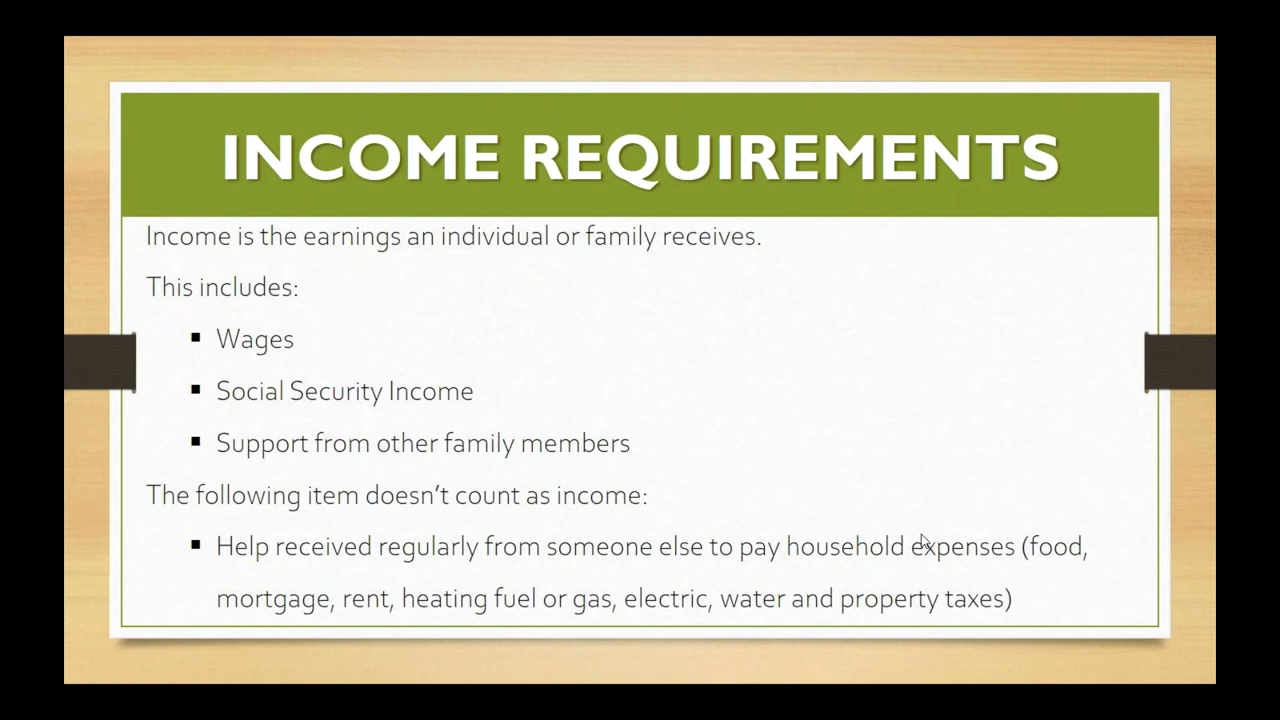 INCOME REQUIREMENTS
Income is the earnings an individual or family receives.
This includes:
▪ Wages
▪ Social Security Income
▪ Support from other family members
The following item doesn’t count as income:
▪ Help received regularly from someone else to pay household expenses (food,
mortgage, rent, heating fuel or gas, electric, water and property taxes)